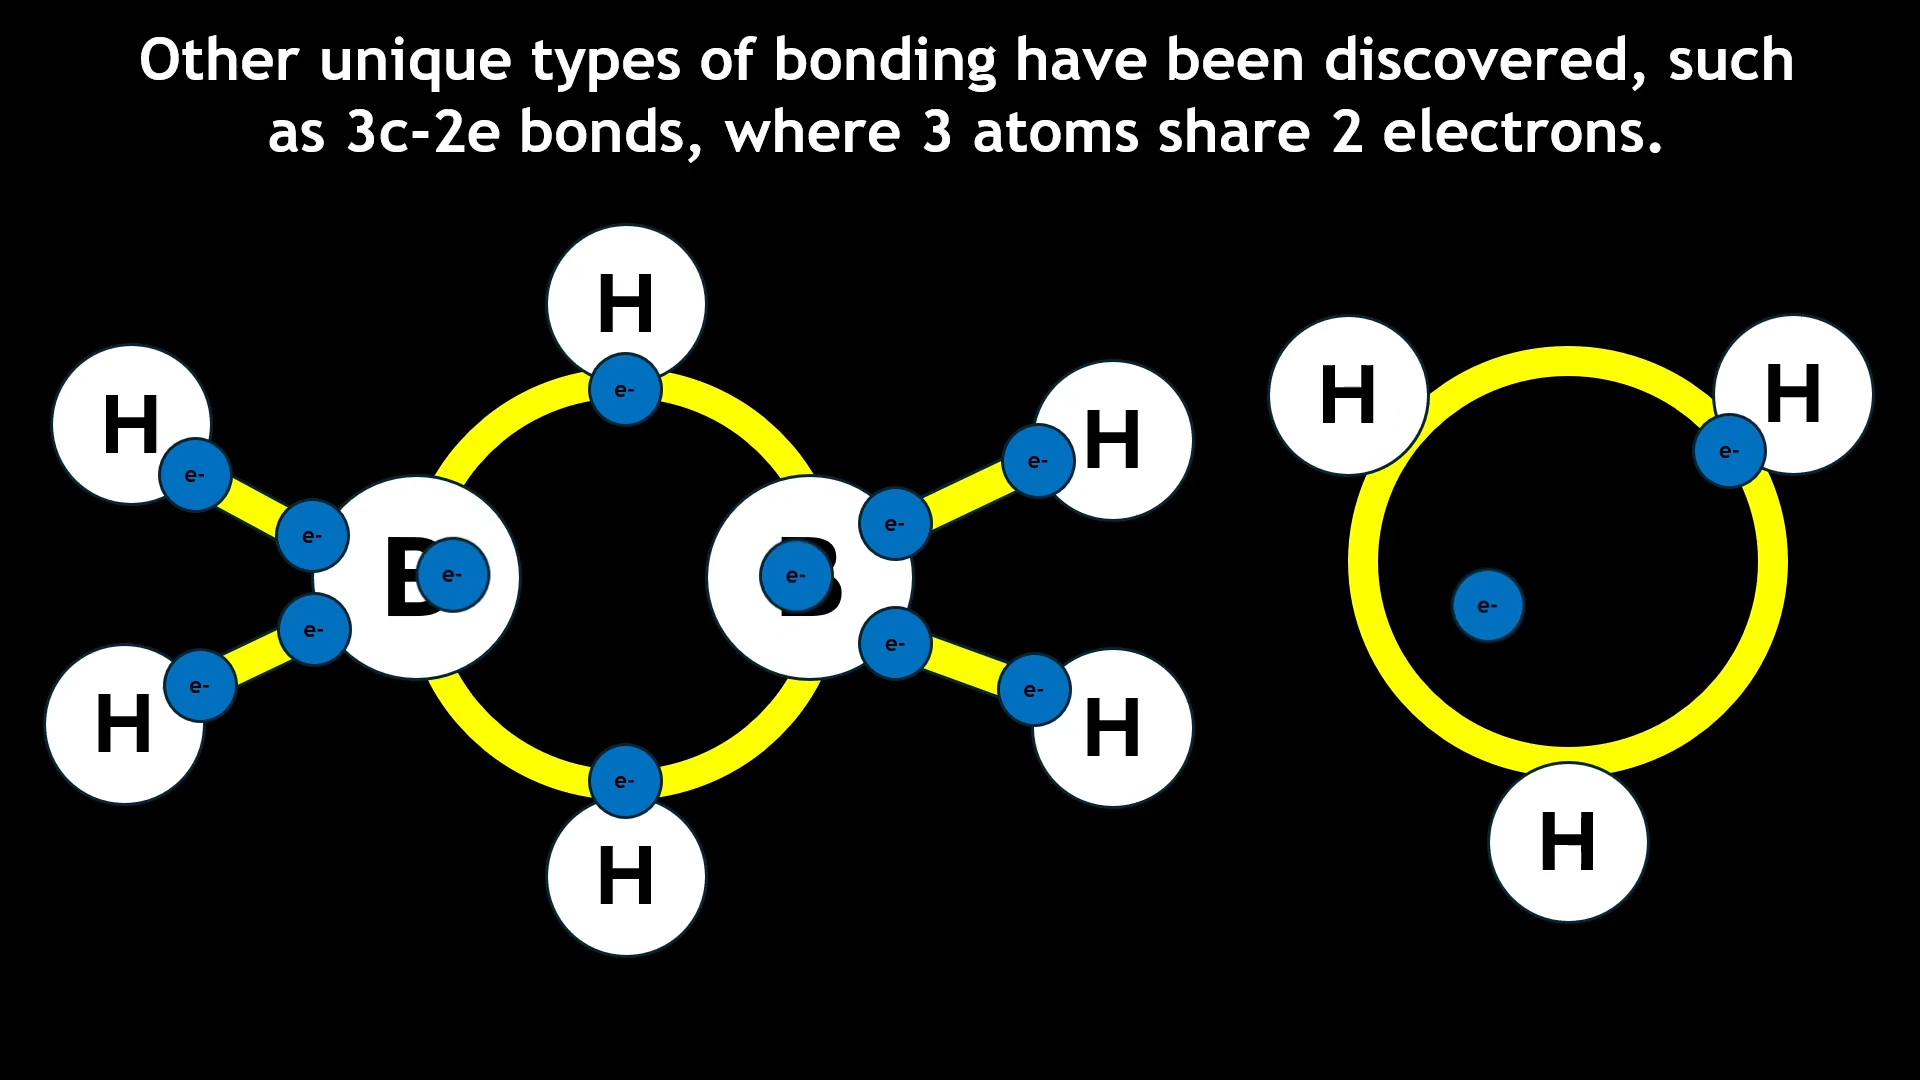 Other unique types of bonding have been discovered, such
as 3c-2e bonds, where 3 atoms share 2 electrons.
H
H
H
H
e-
H
e-
e-
e-
e-
e-
H
B
e-
e-
B
e-
e-
e-
e-
e-
e-
H
H
e-
H
H